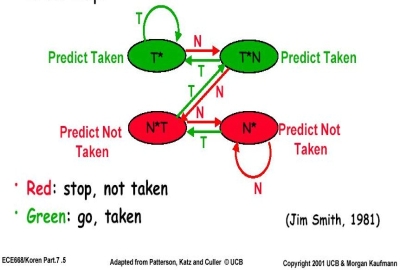 T
N
Predict Taken
T*
T*N
Predict Taken
T
T
N
N
Predict Not
Taken
N*T
N*
Predict Not
Taken
T
N
· Red: stop, not taken
· Green: go, taken
(Jim Smith, 1981)
ECE668/Koren Part.7 .5
Adapted from Patterson, Katz and Culler © UCB
Copyright 2001 UCB & Morgan Kaufmann